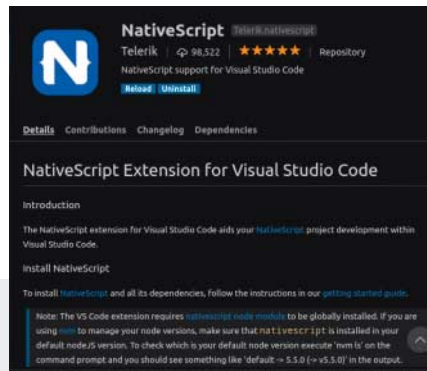 NativeScript Telerik.nativescript
Telerik 98,522 ★★★★★ Repository
NativeScript support for Visual Studio Code
Reload Uninstall
Details Contributions Changelog Dependencies
NativeScript Extension for Visual Studio Code
Introduction
The NativeScript extension for Visual Studio Code aids your NativeScript project development within
Visual Studio Code.
Install NativeScript
To install NativeScript and all its dependencies, follow the instructions in our getting started guide.
Note: The VS Code extension requires nativescript node module to be globally installed. If you are
using nvm to manage your node versions, make sure that nativescript is installed in your
default nodeJS version. To check which is your default node version execute 'nvm ls' on the
command prompt and you should see something like 'default -> 5.5.0 (-> v5.5.0)' in the output.